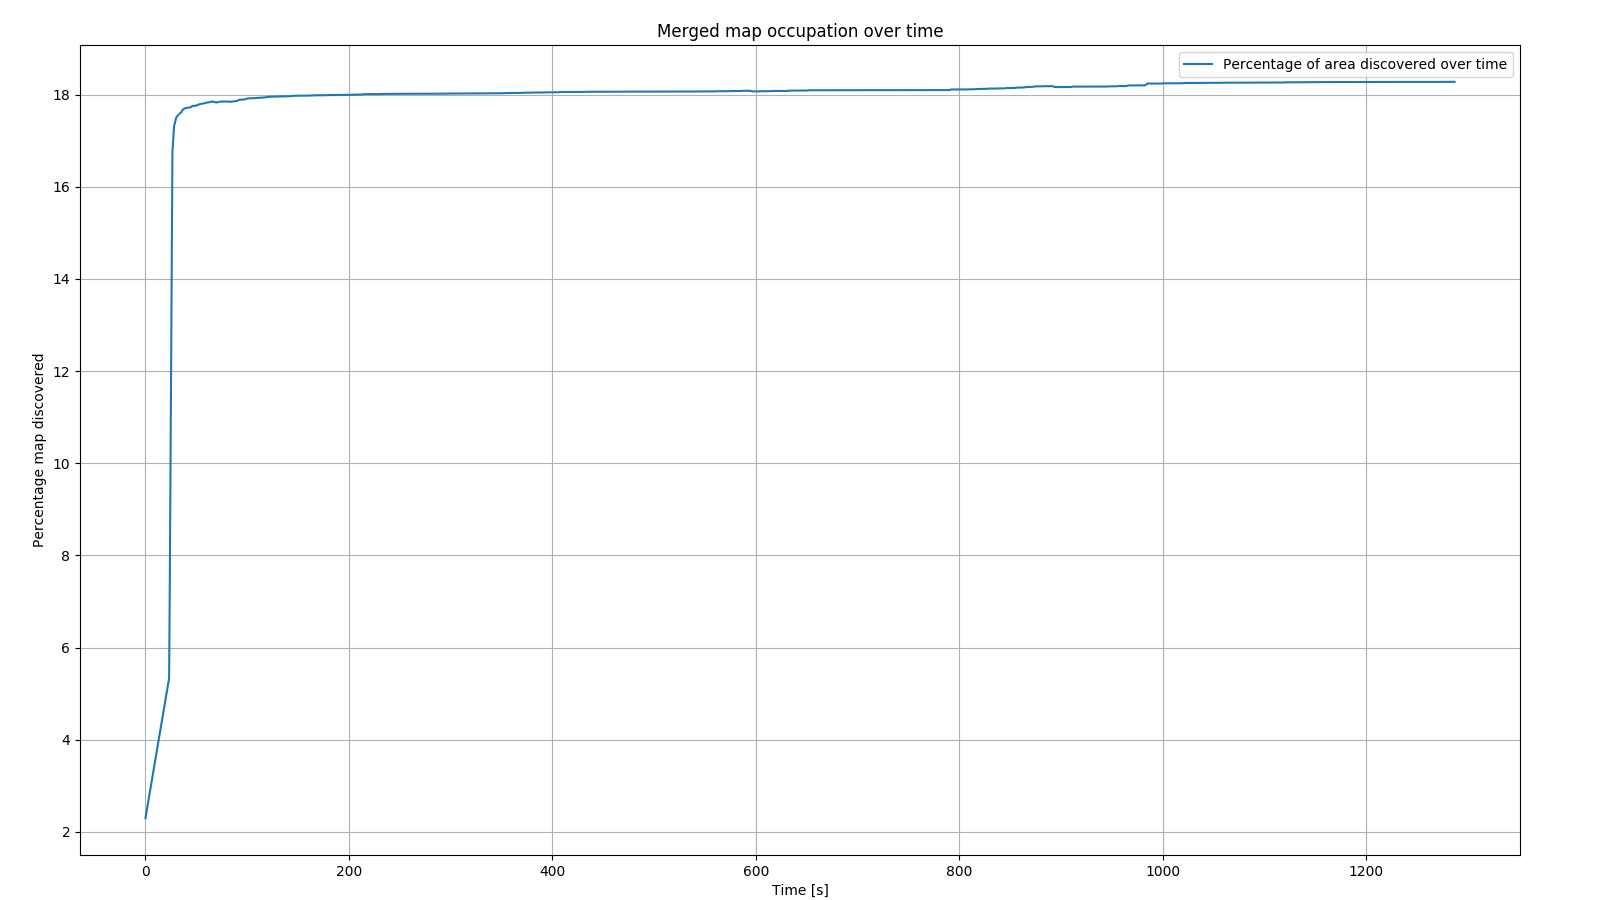 Merged map occupation over time
Percentage of area discovered over time
Percentage map discovered
18
16
14
12
10
8
6
4
2
0 200 400 600 800 1000 1200
Time [s]